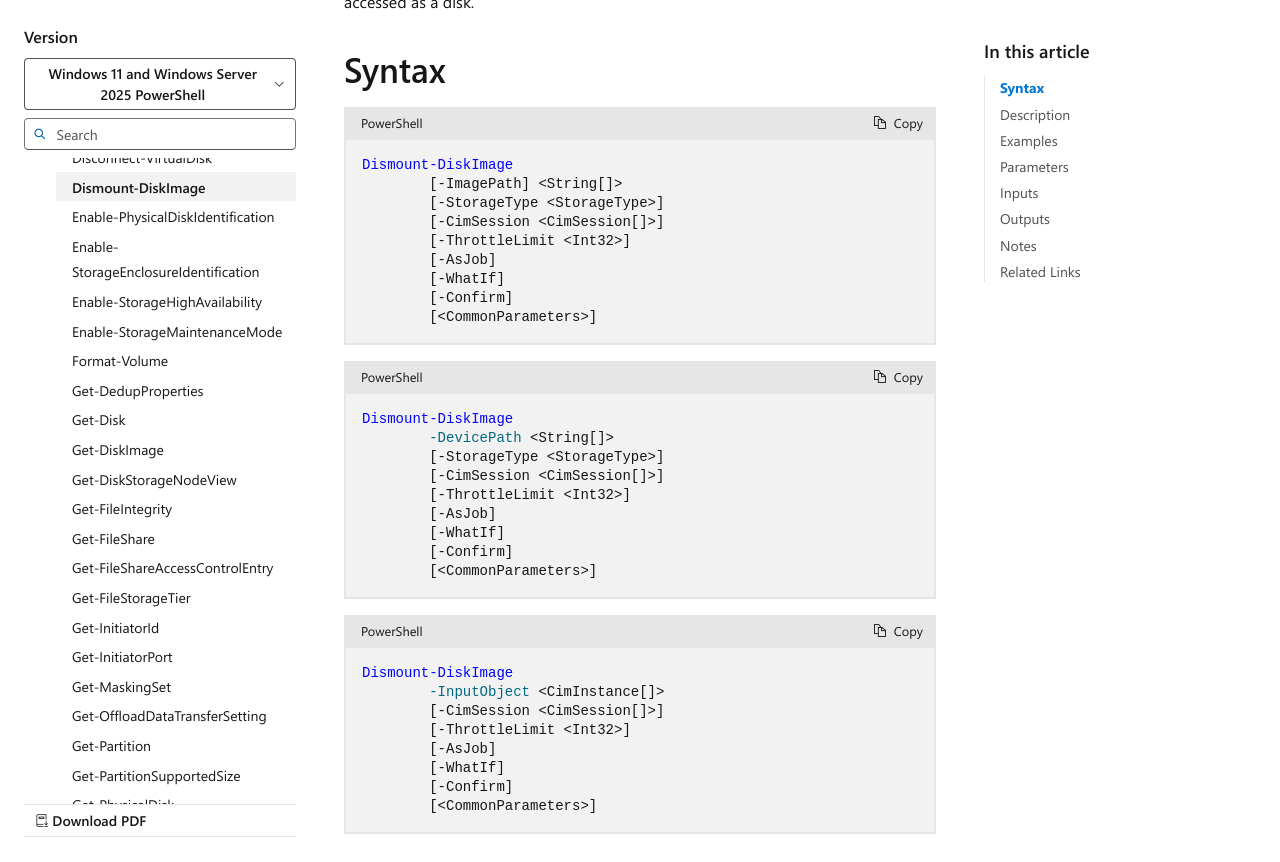 accessed as a disk.
Version
Windows 11 and Windows Server
2025 PowerShell
Search
Disconnect-VirtualDisk
Dismount-DiskImage
Enable-PhysicalDiskIdentification
Enable-
StorageEnclosureIdentification
Enable-StorageHighAvailability
Enable-StorageMaintenanceMode
Format-Volume
Get-DedupProperties
Get-Disk
Get-DiskImage
Get-DiskStorageNodeView
Get-FileIntegrity
Get-FileShare
Get-FileShareAccessControlEntry
Get-FileStorageTier
Get-InitiatorId
Get-InitiatorPort
Get-MaskingSet
Get-OffloadDataTransferSetting
Get-Partition
Get-PartitionSupportedSize
Get-PhysicalDisk
Download PDF
Syntax
PowerShell
Copy
Dismount-DiskImage
[-ImagePath] <String[]>
[-StorageType <StorageType>]
[-CimSession <CimSession[]>]
[-ThrottleLimit <Int32>]
[-AsJob]
[-WhatIf]
[-Confirm]
[<CommonParameters>]
PowerShell
Copy
Dismount-DiskImage
-DevicePath <String[]>
[-StorageType <StorageType>]
[-CimSession <CimSession[]>]
[-ThrottleLimit <Int32>]
[-AsJob]
[-WhatIf]
[-Confirm]
[<CommonParameters>]
PowerShell
Copy
Dismount-DiskImage
-InputObject <CimInstance[]>
[-CimSession <CimSession[]>]
[-ThrottleLimit <Int32>]
[-AsJob]
[-WhatIf]
[-Confirm]
[<CommonParameters>]
In this article
Syntax
Description
Examples
Parameters
Inputs
Outputs
Notes
Related Links